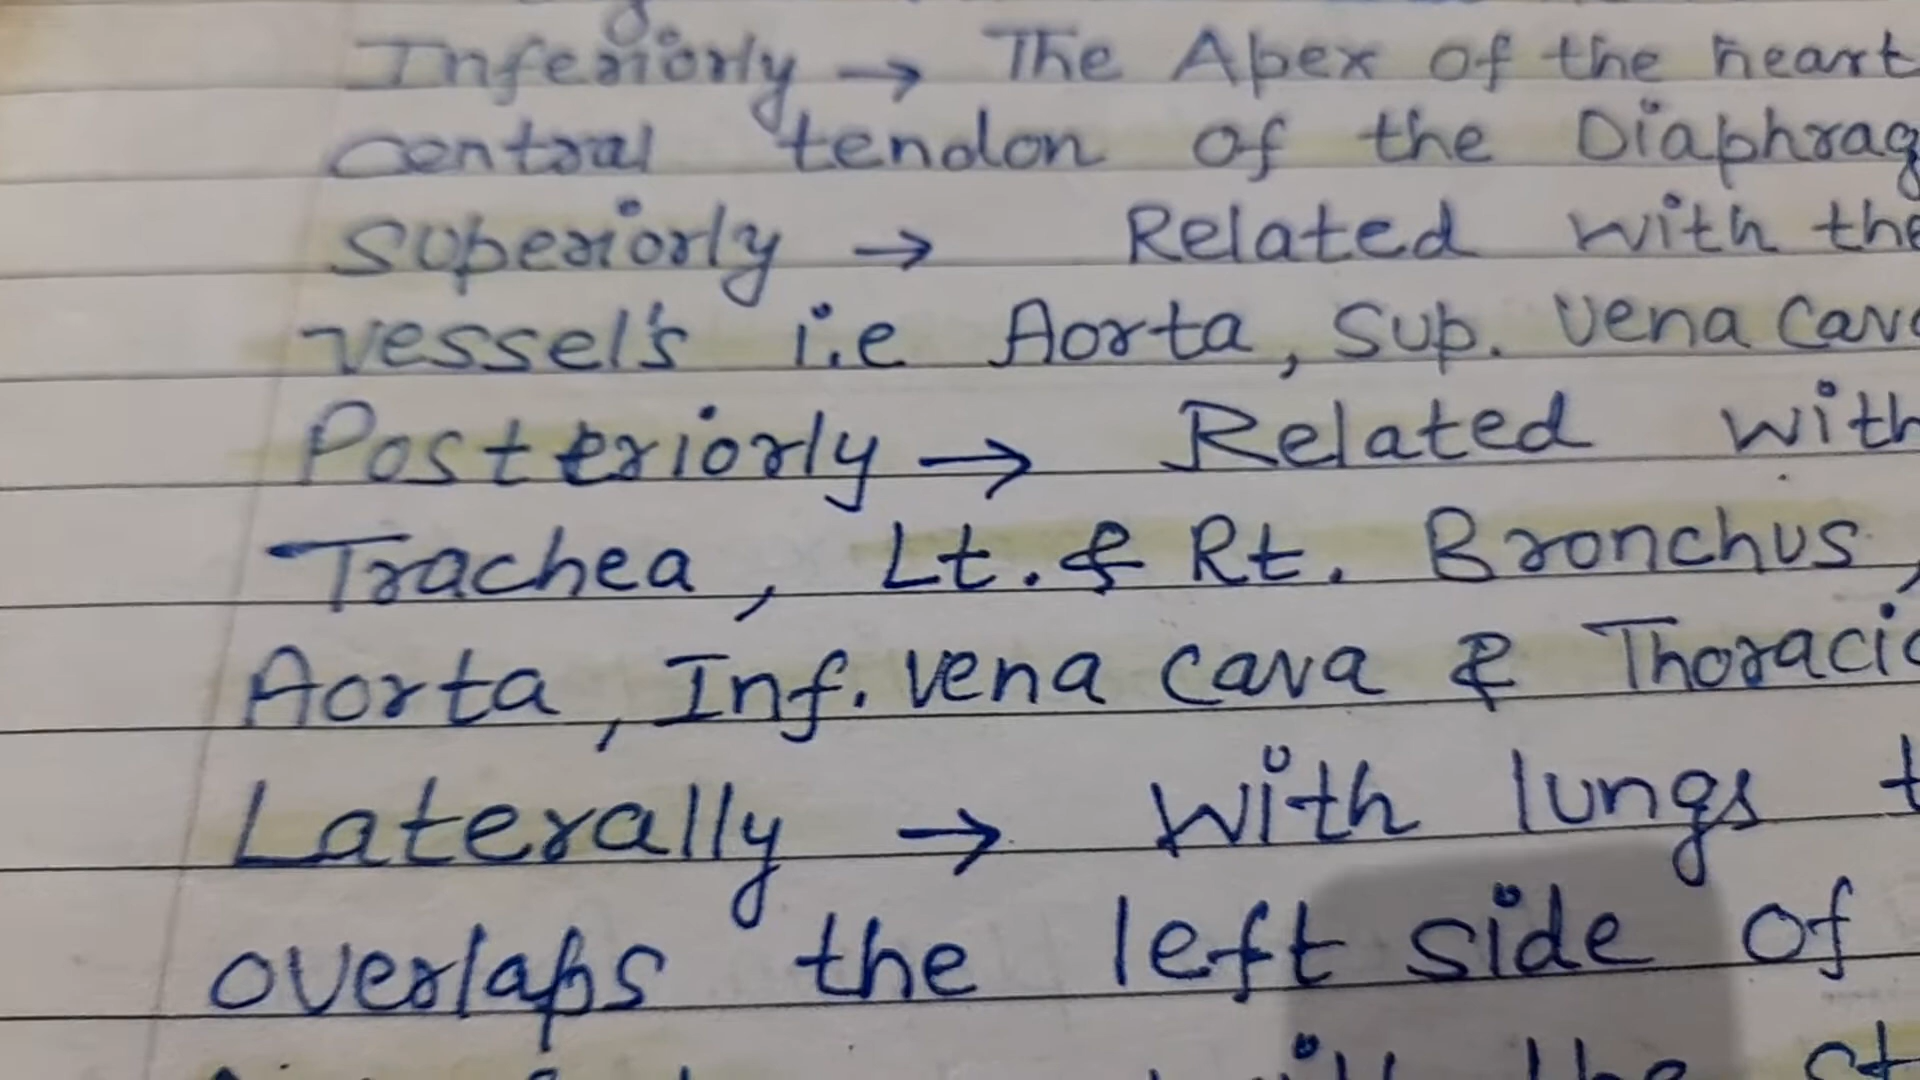 Inferiorly → The Apex of the heart
Central tendon of the Diaphrag
Superiorly → Related with the
vessel's i.e Aorta, Sup. Vena Cava
Posteriorly → Related with
Trachea, Lt. & Rt. Bronchus,
Aorta, Inf. vena cava & Thoracic
Laterally → With lungs t
overlaps the left side of